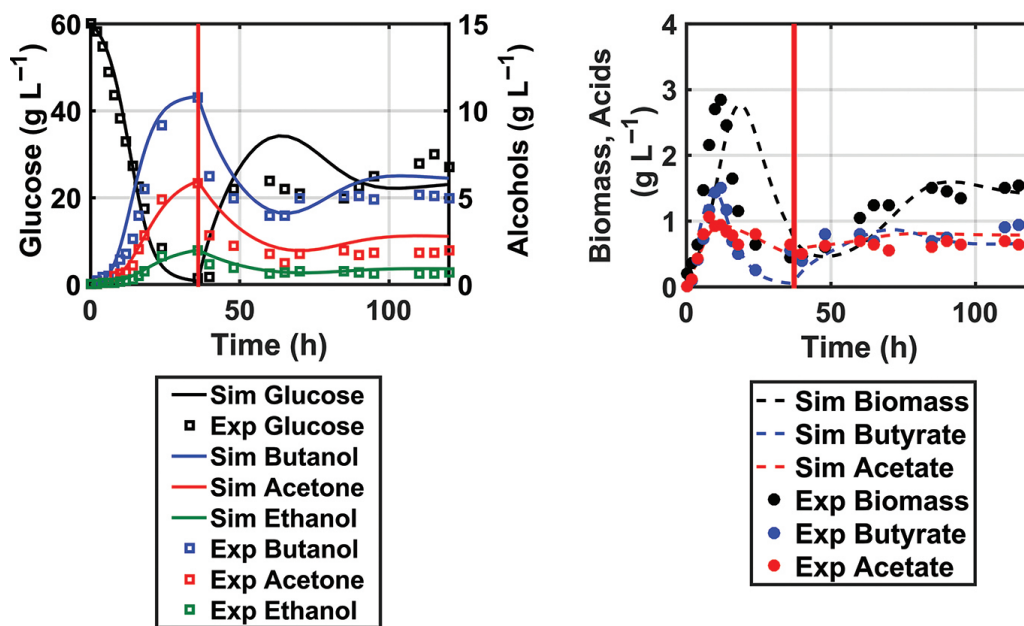 60
40
20
0
Glucose (g L−1)
15
10
5
0
Alcohols (g L−1)
0
50
100
Time (h)
Sim Glucose
Exp Glucose
Sim Butanol
Sim Acetone
Sim Ethanol
Exp Butanol
Exp Acetone
Exp Ethanol
4
3
2
1
0
Biomass, Acids
(g L−1)
0
50
100
Time (h)
Sim Biomass
Sim Butyrate
Sim Acetate
Exp Biomass
Exp Butyrate
Exp Acetate